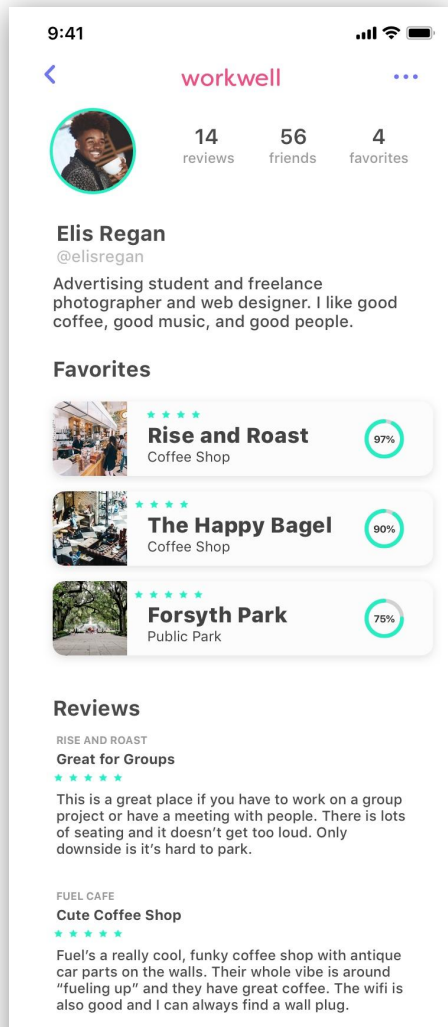 9:41
workwell
14 56 4
reviews friends favorites
Elis Regan
@elisregan
Advertising student and freelance
photographer and web designer. I like good
coffee, good music, and good people.
Favorites
Rise and Roast
Coffee Shop
97%
The Happy Bagel
Coffee Shop
90%
Forsyth Park
Public Park
75%
Reviews
RISE AND ROAST
Great for Groups
This is a great place if you have to work on a group
project or have a meeting with people. There is lots
of seating and it doesn’t get too loud. Only
downside is it’s hard to park.
FUEL CAFE
Cute Coffee Shop
Fuel’s a really cool, funky coffee shop with antique
car parts on the walls. Their whole vibe is around
“fueling up” and they have great coffee. The wifi is
also good and I can always find a wall plug.